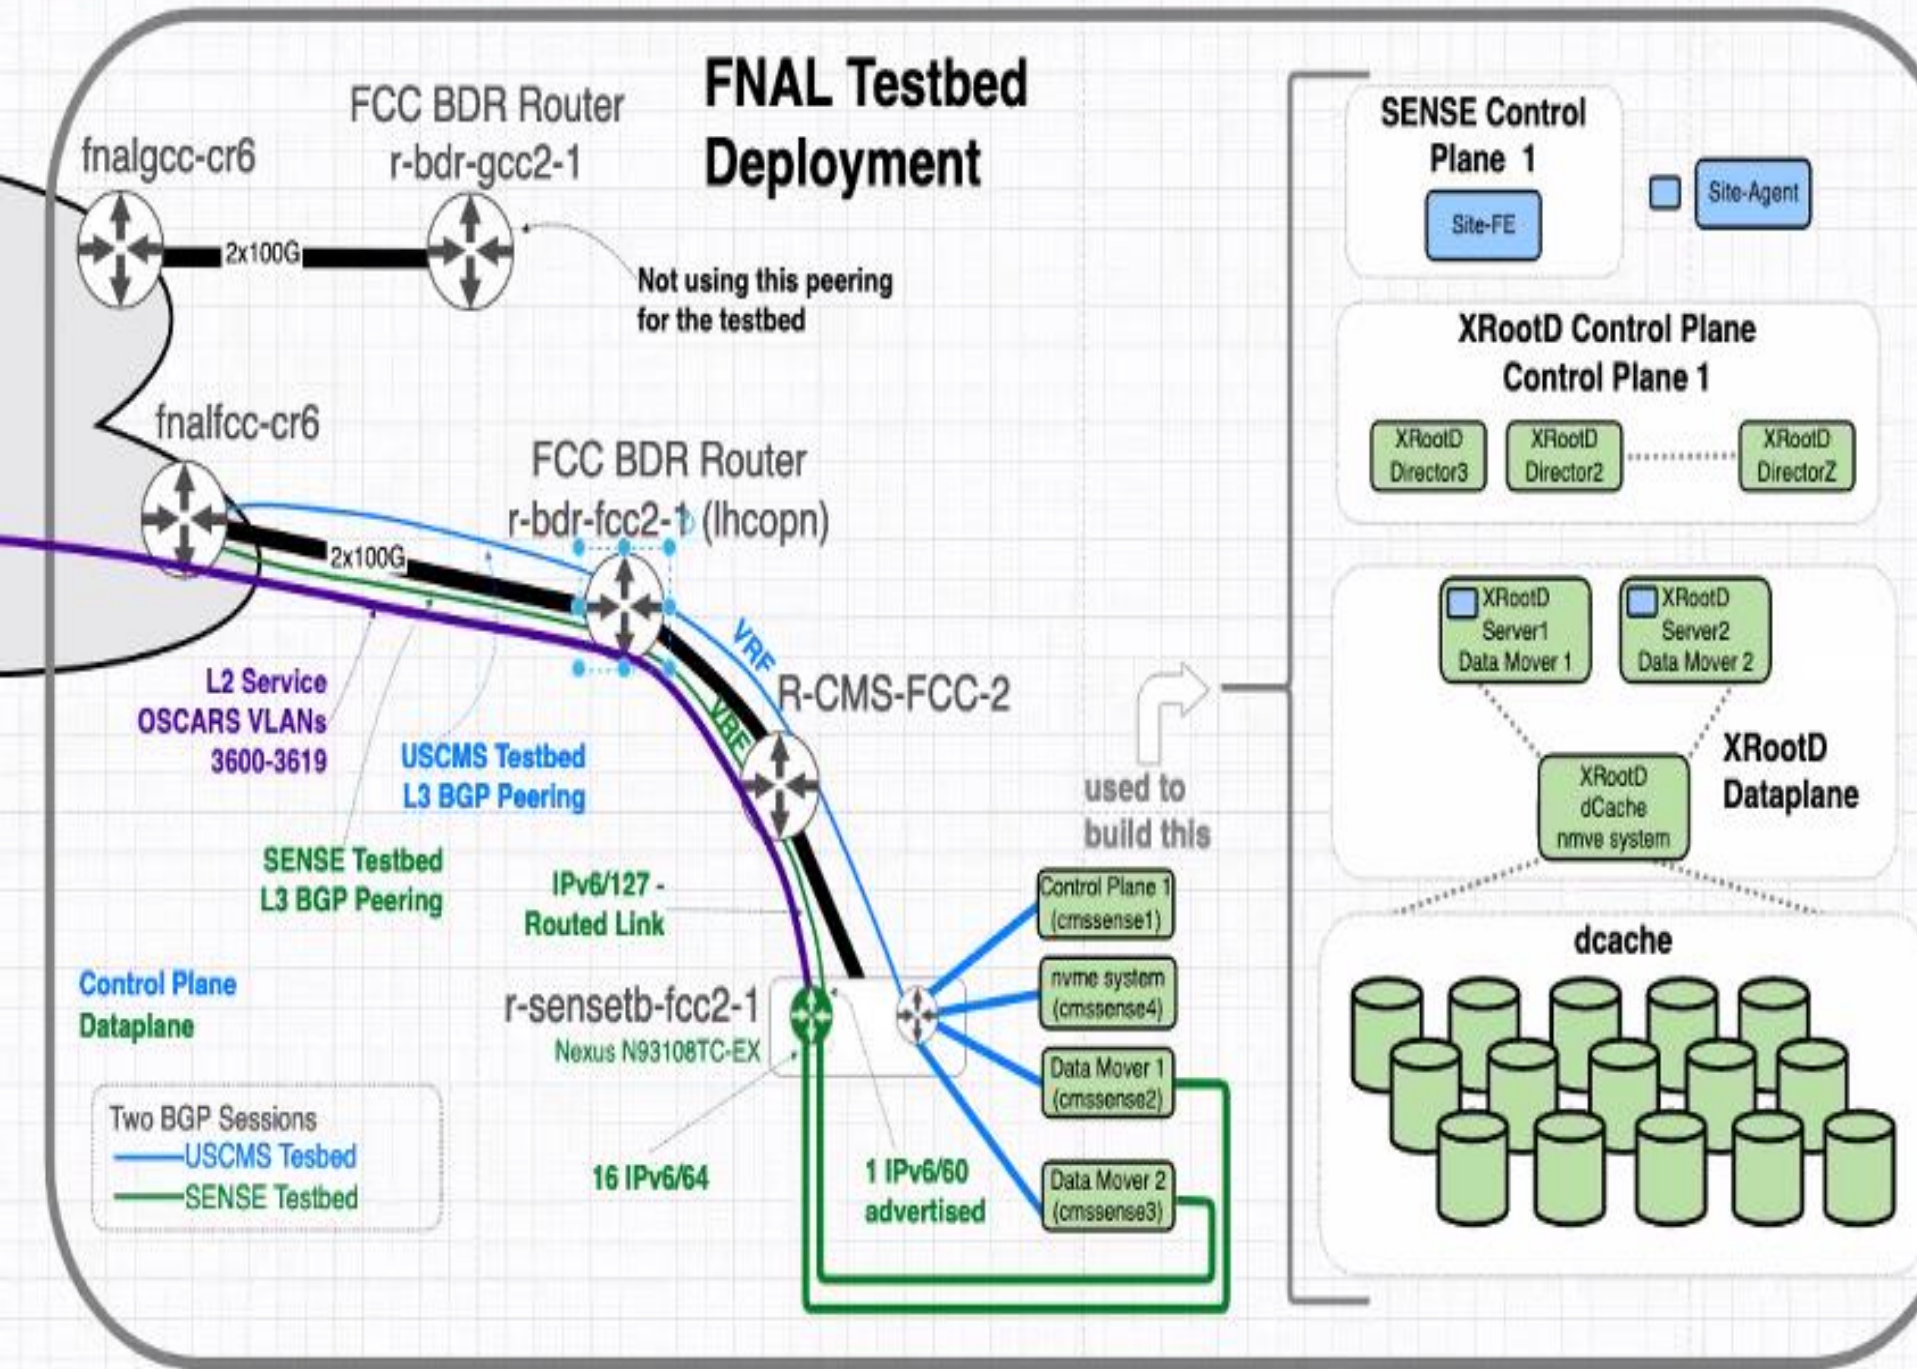 FNAL Testbed
Deployment
fnalgcc-cr6
FCC BDR Router
r-bdr-gcc2-1
2x100G
Not using this peering
for the testbed
fnalfcc-cr6
FCC BDR Router
r-bdr-fcc2-1 (lhcopn)
2x100G
VRF
VRF
R-CMS-FCC-2
L2 Service
OSCARS VLANs
3600-3619
USCMS Testbed
L3 BGP Peering
SENSE Testbed
L3 BGP Peering
IPv6/127 -
Routed Link
used to
build this
Control Plane
Dataplane
r-sensetb-fcc2-1
Nexus N93108TC-EX
Control Plane 1
(cmssense1)
nvme system
(cmssense4)
Data Mover 1
(cmssense2)
Data Mover 2
(cmssense3)
Two BGP Sessions
USCMS Tesbed
SENSE Testbed
16 IPv6/64
1 IPv6/60
advertised
SENSE Control
Plane 1
Site-FE
Site-Agent
XRootD Control Plane
Control Plane 1
XRootD
Director3
XRootD
Director2
XRootD
DirectorZ
XRootD
Server1
Data Mover 1
XRootD
Server2
Data Mover 2
XRootD
dCache
nmve system
XRootD
Dataplane
dcache